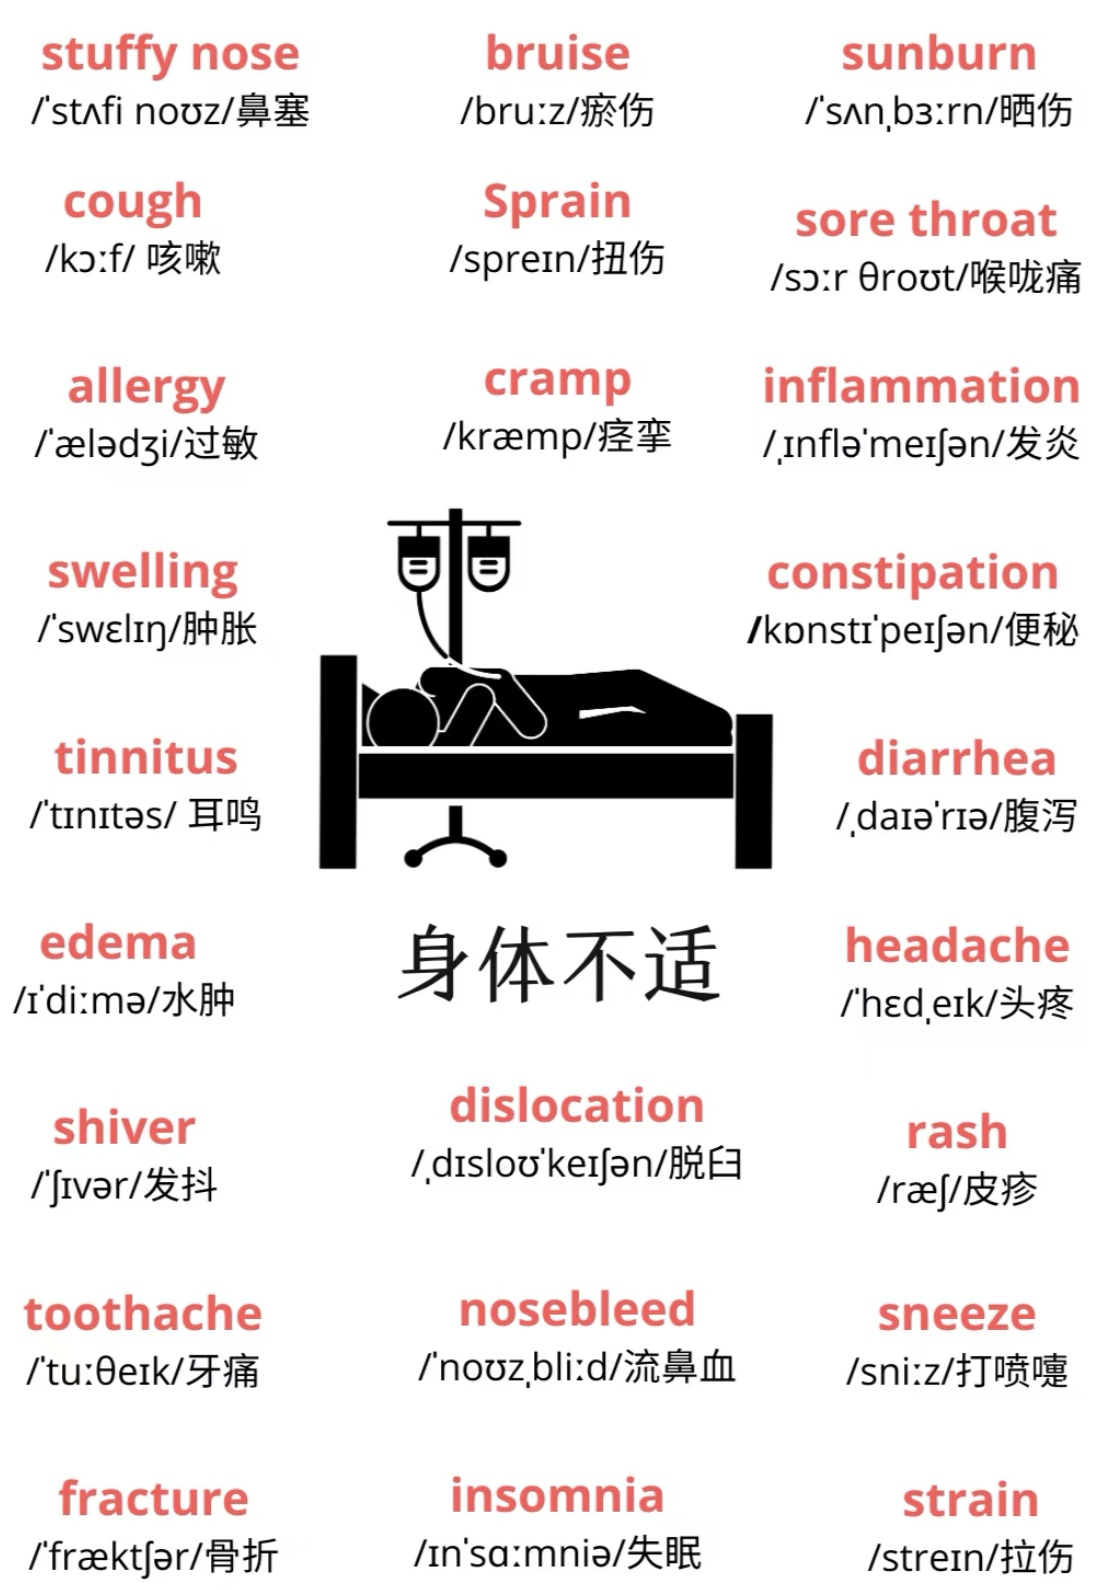 stuffy nose
/ˈstʌfi noʊz/鼻塞
bruise
/bruːz/瘀伤
sunburn
/ˈsʌnˌbɜːrn/晒伤
cough
/kɔːf/ 咳嗽
Sprain
/spreɪn/扭伤
sore throat
/sɔːr θroʊt/喉咙痛
allergy
/ˈælədʒi/过敏
cramp
/kræmp/痉挛
inflammation
/ˌɪnfləˈmeɪʃən/发炎
swelling
/ˈswɛlɪŋ/肿胀
constipation
/kɒnstɪˈpeɪʃən/便秘
tinnitus
/ˈtɪnɪtəs/ 耳鸣
diarrhea
/ˌdaɪəˈrɪə/腹泻
edema
/ɪˈdiːmə/水肿
身体不适
headache
/ˈhɛdˌeɪk/头疼
shiver
/ˈʃɪvər/发抖
dislocation
/ˌdɪsloʊˈkeɪʃən/脱臼
rash
/ræʃ/皮疹
toothache
/ˈtuːθeɪk/牙痛
nosebleed
/ˈnoʊzˌbliːd/流鼻血
sneeze
/sniːz/打喷嚏
fracture
/ˈfræktʃər/骨折
insomnia
/ɪnˈsɑːmniə/失眠
strain
/streɪn/拉伤